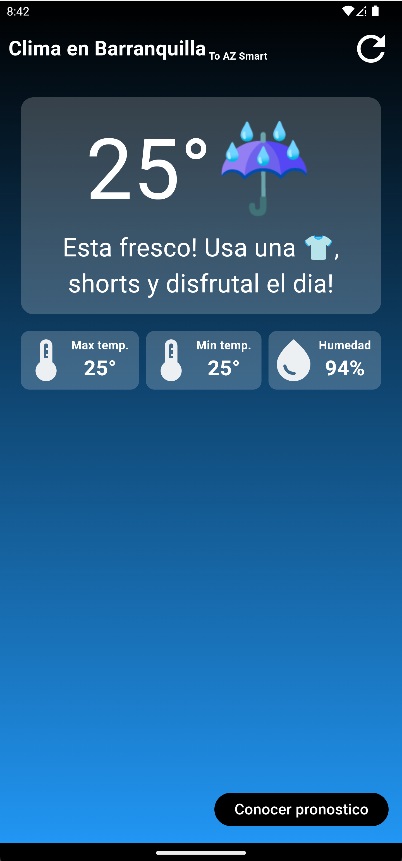 8:42
Clima en Barranquilla To AZ Smart
25°
Esta fresco! Usa una 👕,
shorts y disfrutal el dia!
Max temp.
25°
Min temp.
25°
Humedad
94%
Conocer pronostico